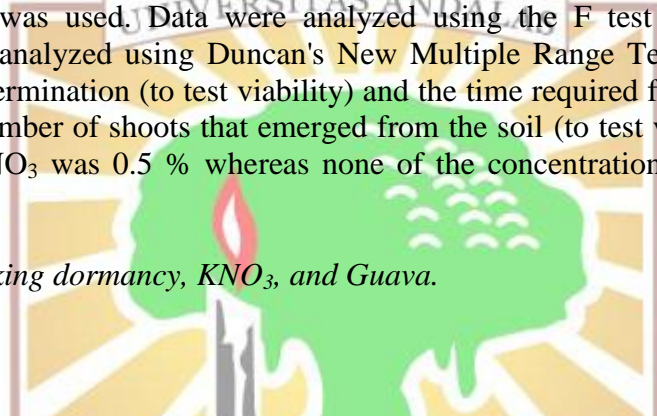 UNIVERSITAS ANDALAS
was used. Data were analyzed using the F test
analyzed using Duncan's New Multiple Range Te
ermination (to test viability) and the time required f
mber of shoots that emerged from the soil (to test v
NO₃ was 0.5 % whereas none of the concentration
king dormancy, KNO₃, and Guava.